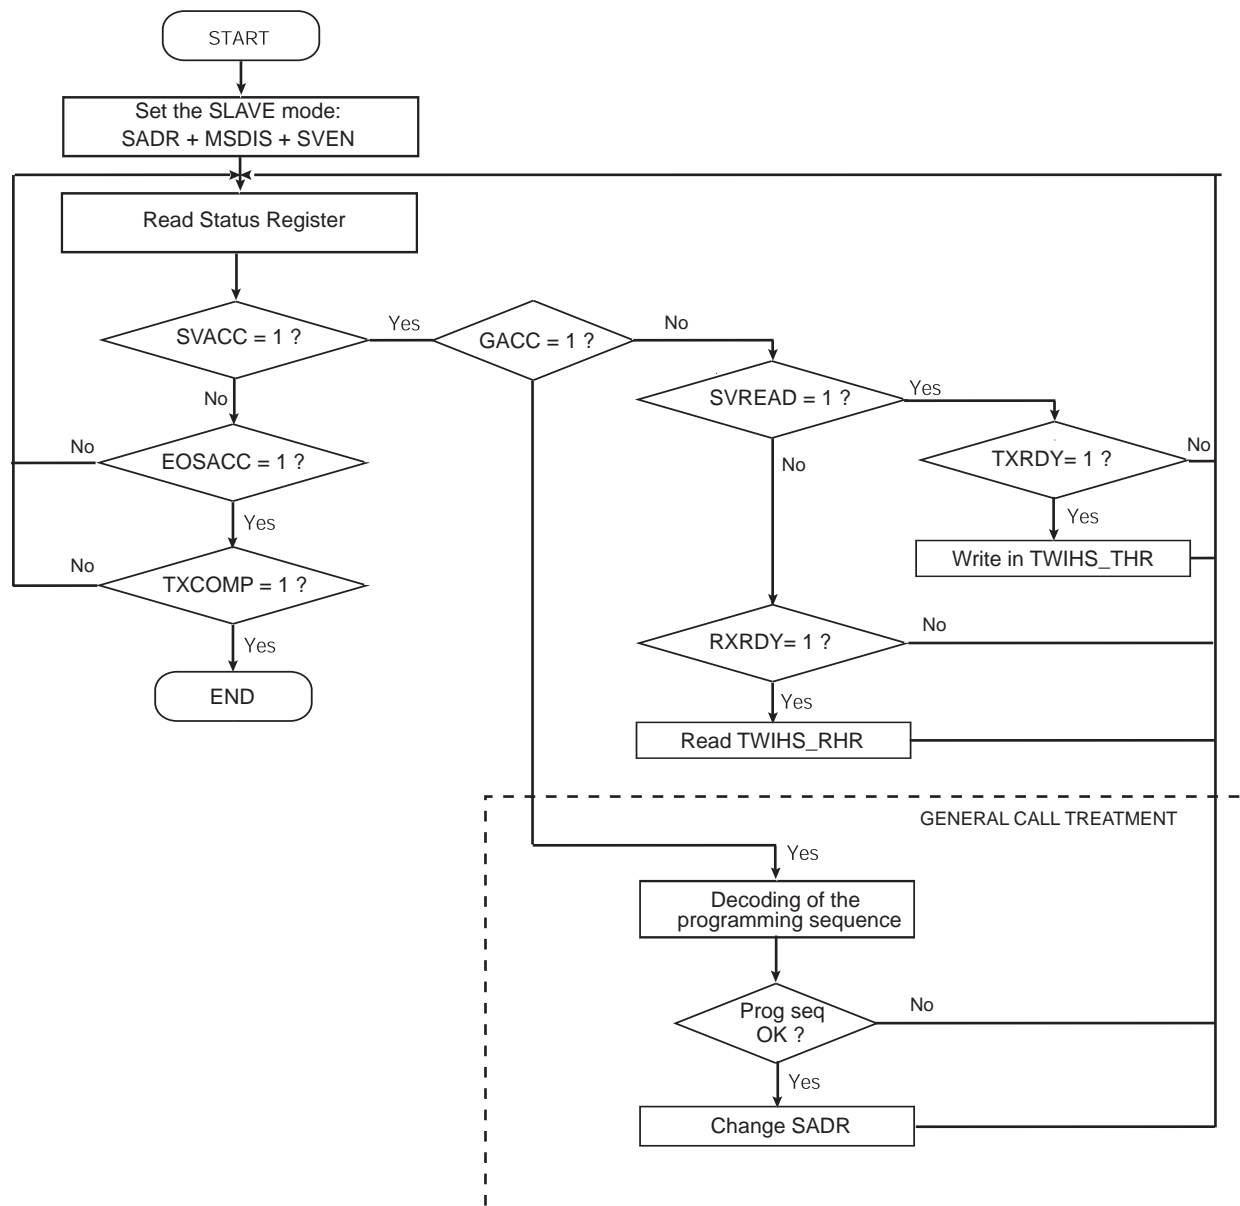 START
Set the SLAVE mode:
SADR + MSDIS + SVEN
Read Status Register
SVACC = 1 ?
Yes
GACC = 1 ?
No
SVREAD = 1 ?
Yes
No
EOSACC = 1 ?
No
No
TXRDY= 1 ?
No
Yes
Yes
Write in TWIHS_THR
TXCOMP = 1 ?
No
Yes
RXRDY= 1 ?
No
END
Yes
Read TWIHS_RHR
GENERAL CALL TREATMENT
Yes
Decoding of the
programming sequence
Prog seq
OK ?
No
Yes
Change SADR